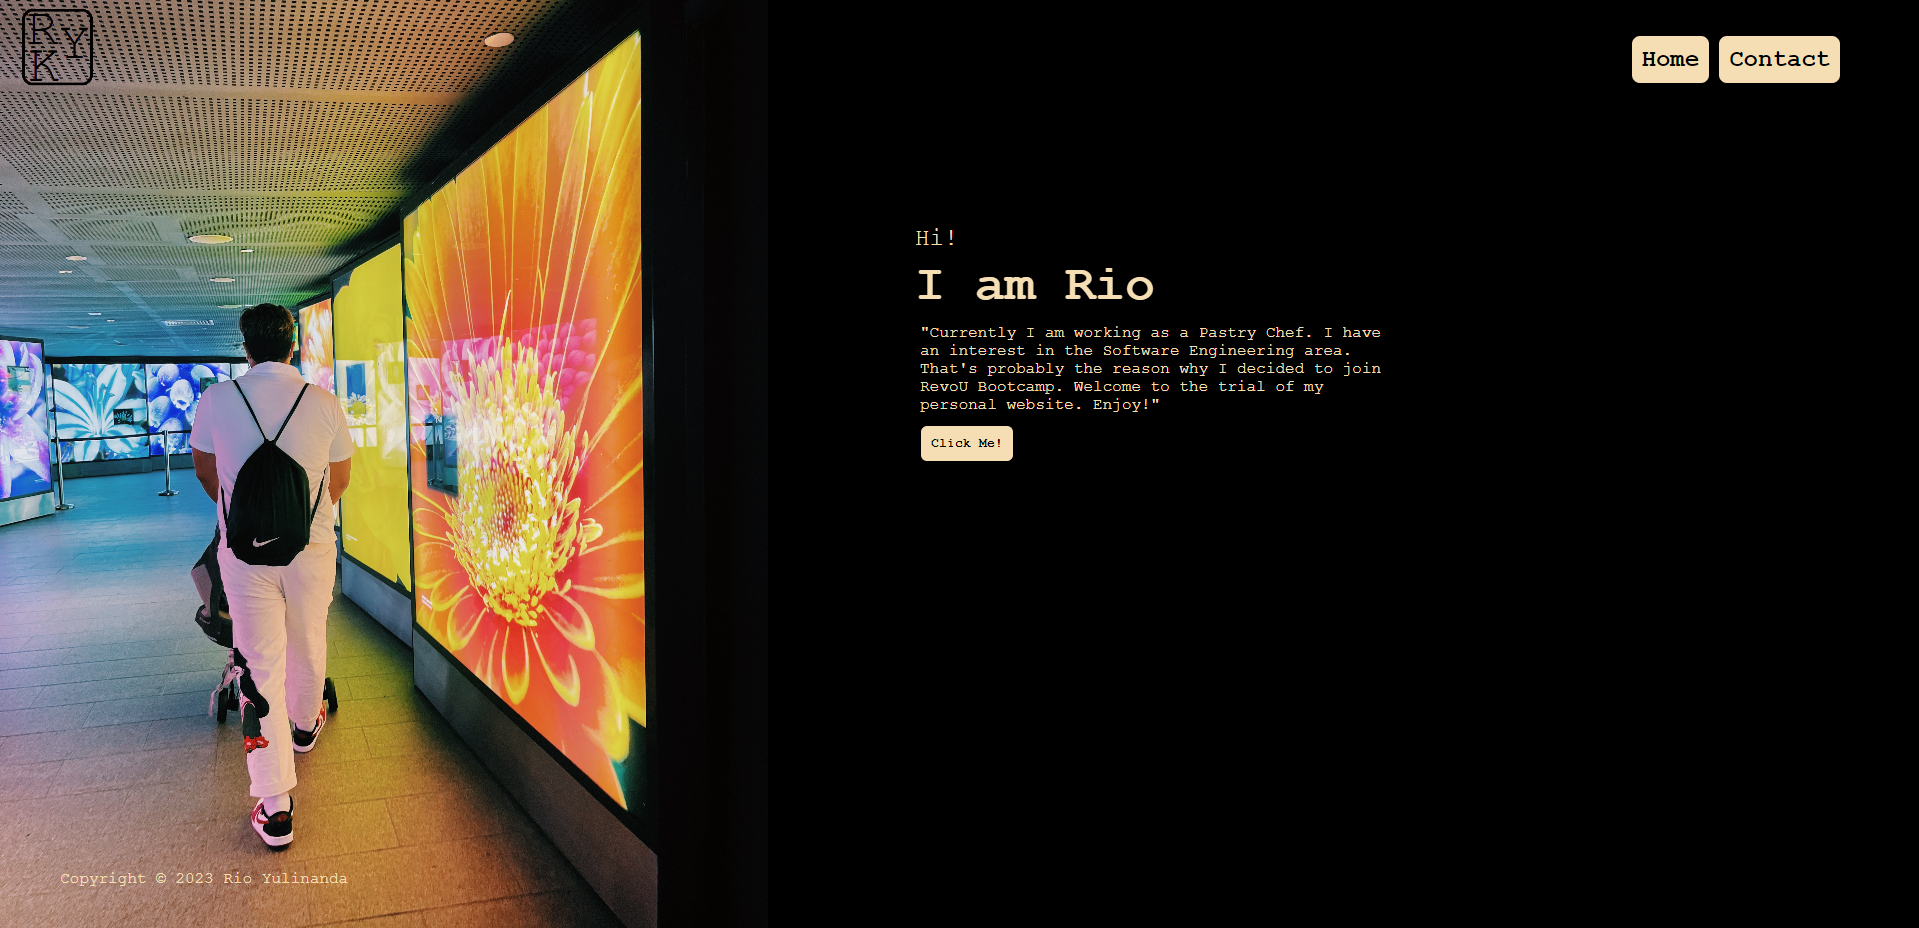 RY
K
Home
Contact
Hi!
I am Rio
"Currently I am working as a Pastry Chef. I have
an interest in the Software Engineering area.
That's probably the reason why I decided to join
RevoU Bootcamp. Welcome to the trial of my
personal website. Enjoy!"
Click Me!
Copyright © 2023 Rio Yulinanda